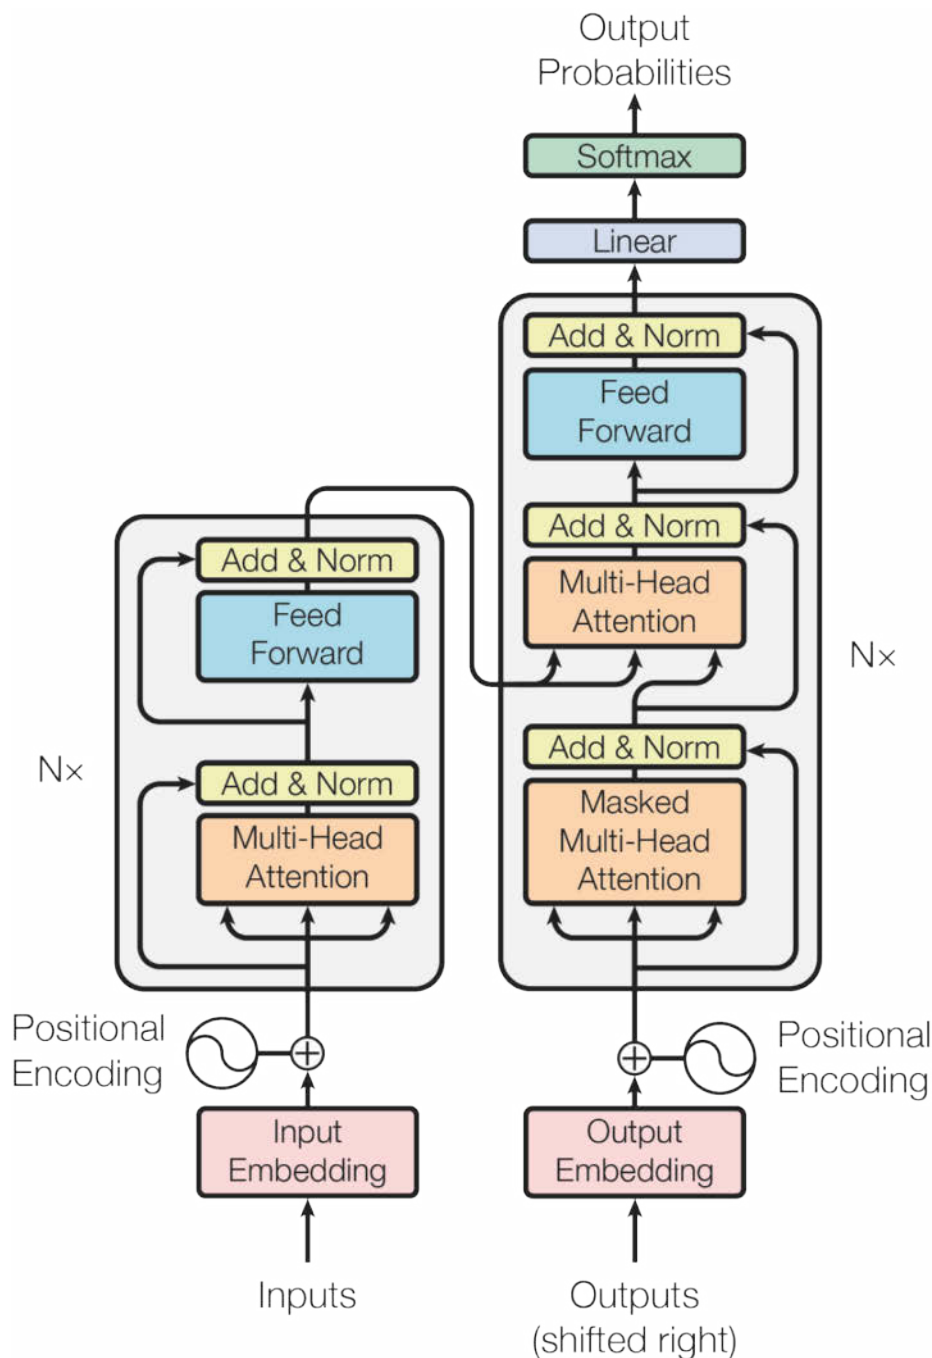 Output
Probabilities
Softmax
Linear
Add & Norm
Feed
Forward
Add & Norm
Multi-Head
Attention
Add & Norm
Masked
Multi-Head
Attention
N×
Add & Norm
Feed
Forward
Add & Norm
Multi-Head
Attention
N×
Positional
Encoding
Positional
Encoding
Input
Embedding
Output
Embedding
Inputs
Outputs
(shifted right)